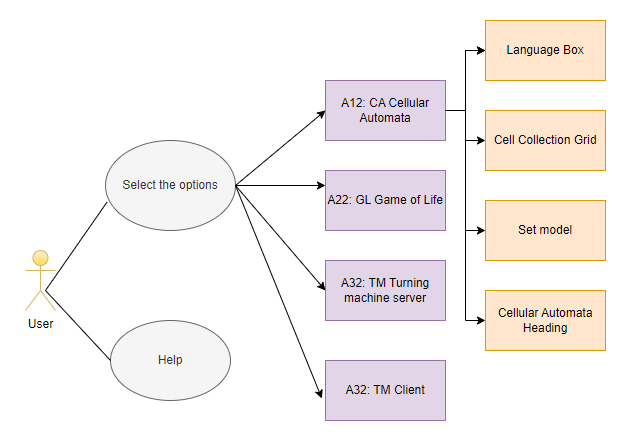 Language Box
A12: CA Cellular
Automata
Cell Collection Grid
Select the options
A22: GL Game of Life
Set model
A32: TM Turning
machine server
Cellular Automata
Heading
User
Help
A32: TM Client